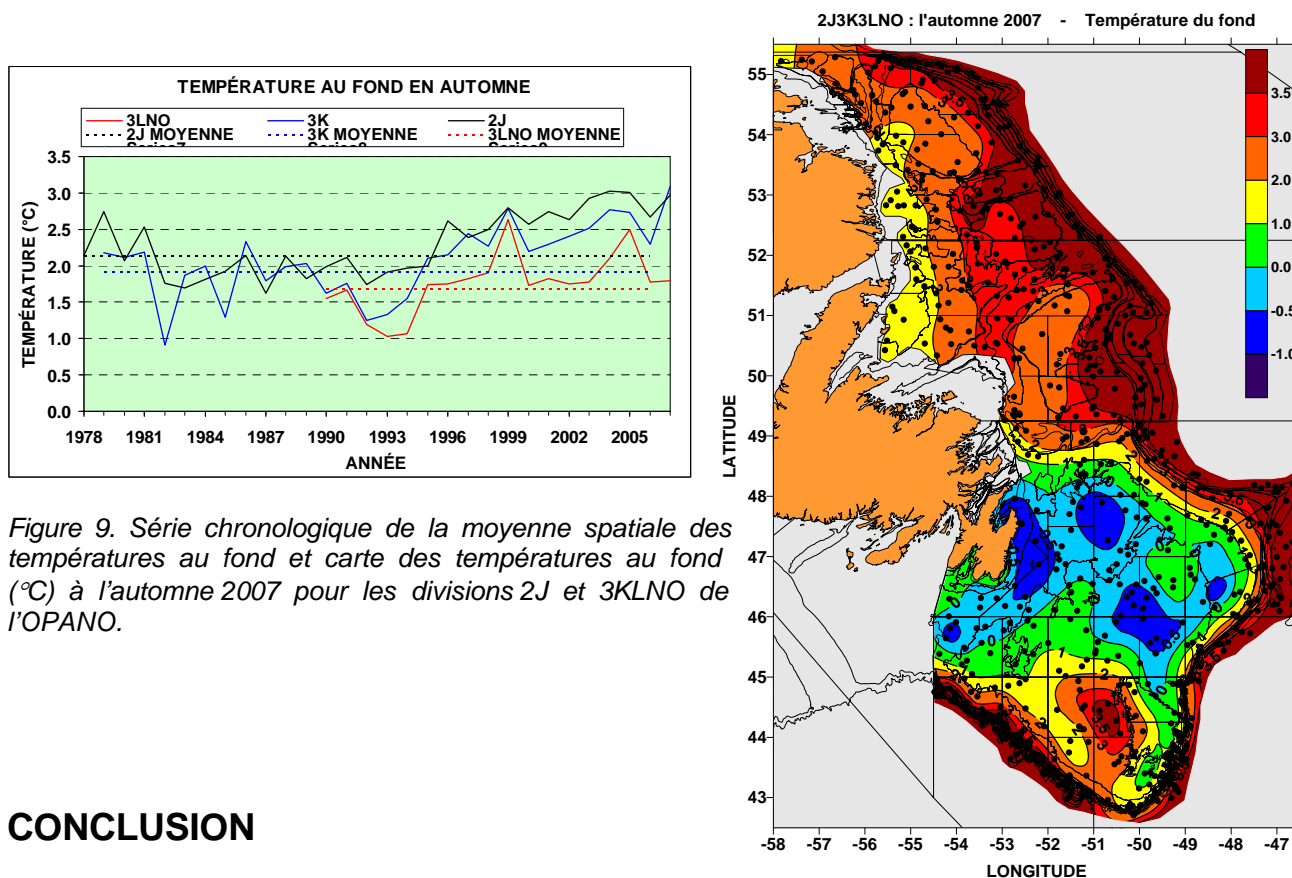 2J3K3LNO : l'automne 2007 - Température du fond
TEMPÉRATURE AU FOND EN AUTOMNE
3LNO 3K 2J
2J MOYENNE 3K MOYENNE 3LNO MOYENNE
3.5
3.0
2.5
2.0
1.5
1.0
0.5
0.0
TEMPÉRATURE (°C)
1978 1981 1984 1987 1990 1993 1996 1999 2002 2005
ANNÉE
Figure 9. Série chronologique de la moyenne spatiale des
températures au fond et carte des températures au fond
(°C) à l'automne 2007 pour les divisions 2J et 3KLNO de
l'OPANO.
CONCLUSION
55
54
53
52
51
50
49
48
47
46
45
44
43
LATITUDE
-58 -57 -56 -55 -54 -53 -52 -51 -50 -49 -48 -47
LONGITUDE
3.5
3.0
2.0
1.0
0.0
-0.5
-1.0